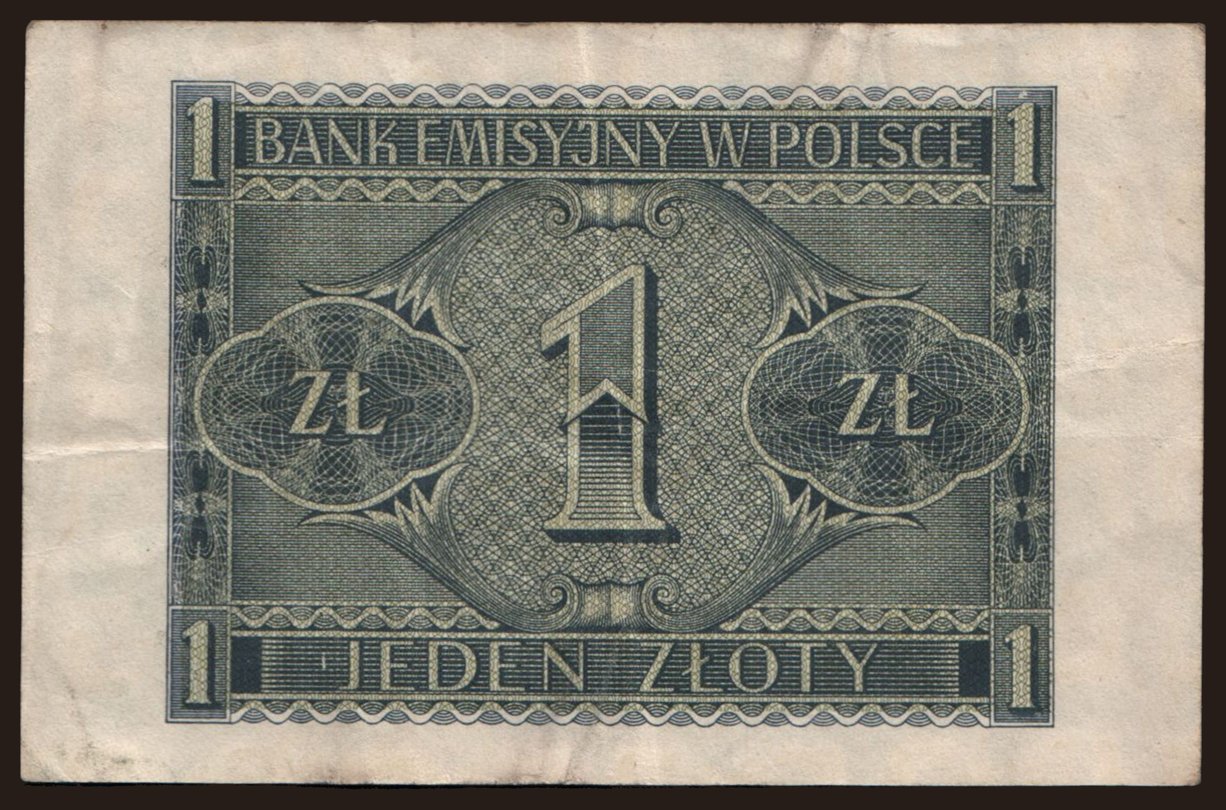 1 BANK EMISYJNY W POLSCE 1
ZŁ 1 ZŁ
1 JEDEN ZŁOTY 1